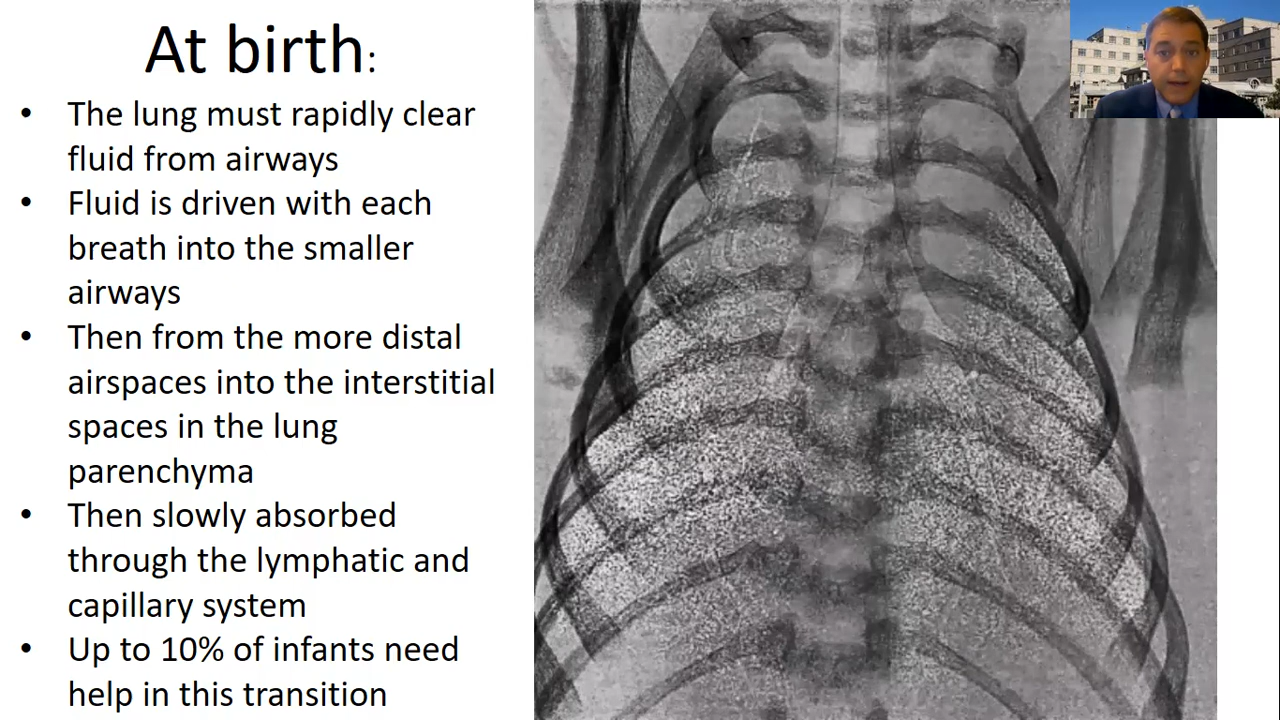 At birth:
• The lung must rapidly clear
fluid from airways
• Fluid is driven with each
breath into the smaller
airways
• Then from the more distal
airspaces into the interstitial
spaces in the lung
parenchyma
• Then slowly absorbed
through the lymphatic and
capillary system
• Up to 10% of infants need
help in this transition